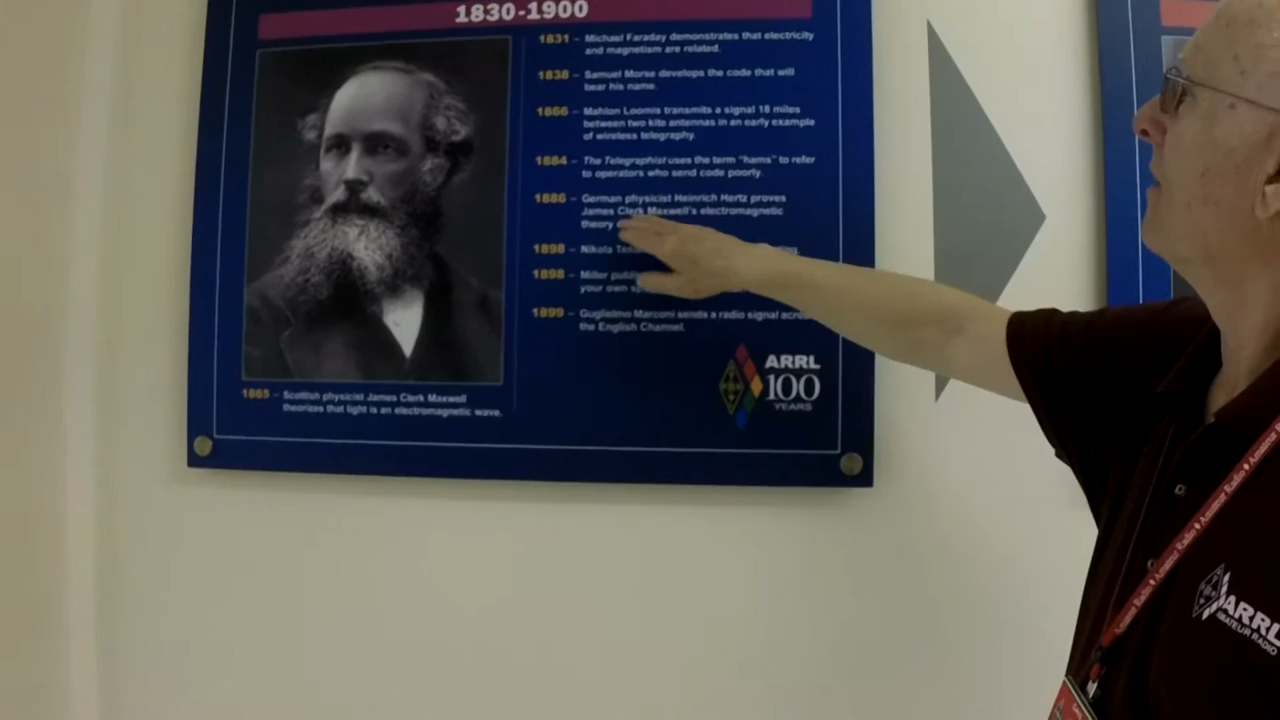 1830-1900
1831 – Michael Faraday demonstrates that electricity
and magnetism are related.
1838 – Samuel Morse develops the code that will
bear his name.
1866 – Mahlon Loomis transmits a signal 18 miles
between two kite antennas in an early example
of wireless telegraphy.
1884 – The Telegraphist uses the term "hams" to refer
to operators who send code poorly.
1886 – German physicist Heinrich Hertz proves
James Clerk Maxwell's electromagnetic
theory
1898 – Nikola
1898 – Miller
your own
1899 – Guglielmo Marconi sends a radio signal
the English Channel.
1865 – Scottish physicist James Clerk Maxwell
theorizes that light is an electromagnetic wave.
ARRL
100
YEARS
Amateur Radio Amateur Radio
ARRL
AMATEUR RADIO